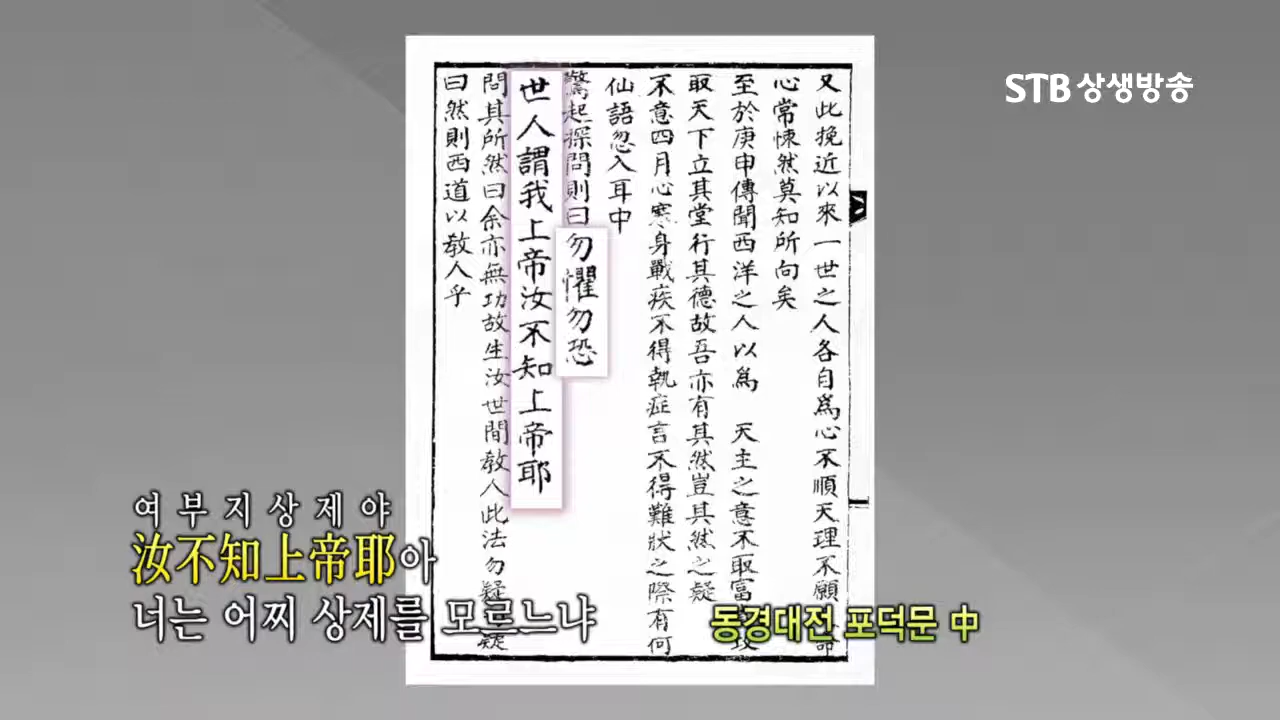 STB상생방송
又此挽近以來一世之人各自爲心不順天理不顧命
心常悚然莫知所向矣
至於庚申傳聞西洋之人以爲 天主之意不取富攻
取天下立其堂行其德故吾亦有其然豈其然之疑
不意四月心寒身戰疾不得執症言不得難狀之際有何
仙語忽入耳中
驚起探問則曰勿懼勿恐
世人謂我上帝汝不知上帝耶
問其所然曰余亦無功故生汝世間敎人此法勿疑疑
曰然則西道以敎人乎
여부지상제야
汝不知上帝耶아
너는 어찌 상제를 모르느냐
동경대전 포덕문 中